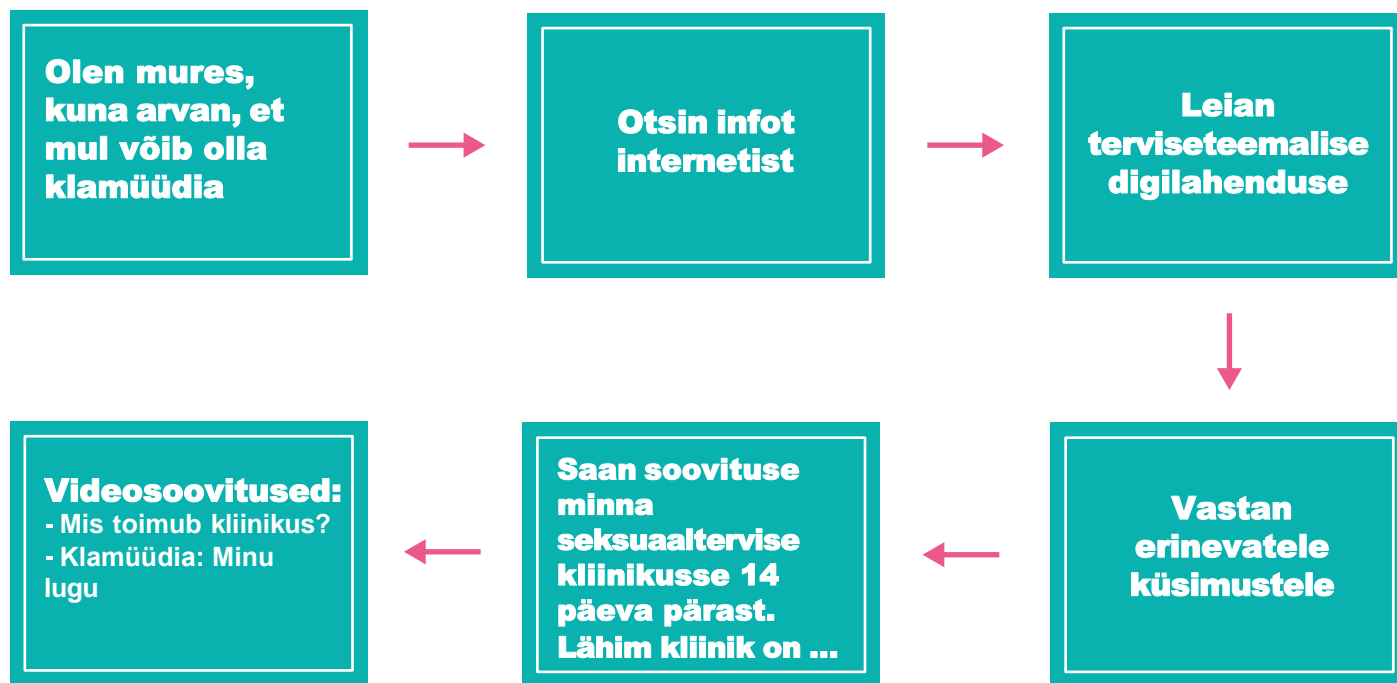 Olen mures,
kuna arvan, et
mul võib olla
klamüüdia
Otsin infot
internetist
Leian
terviseteemalise
digilahenduse
Vastan
erinevatele
küsimustele
Saan soovituse
minna
seksuaaltervise
kliinikusse 14
päeva pärast.
Lähim kliinik on ...
Videosoovitused:
- Mis toimub kliinikus?
- Klamüüdia: Minu
lugu